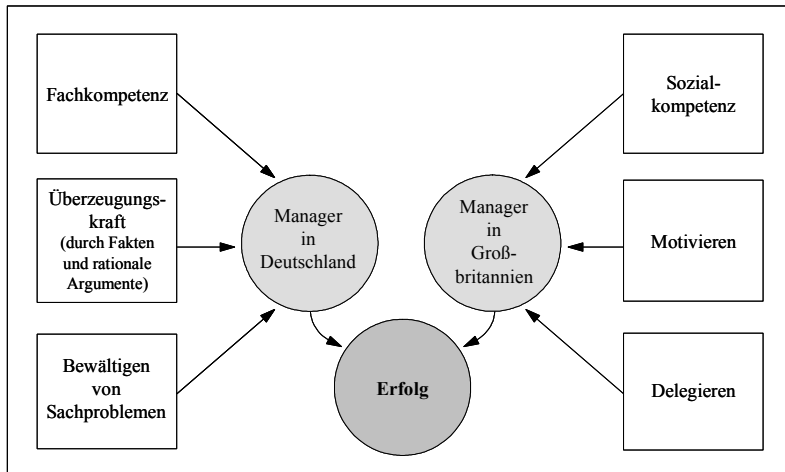 Fachkompetenz
Überzeugungs-
kraft
(durch Fakten
und rationale
Argumente)
Bewältigen
von
Sachproblemen
Manager
in
Deutschland
Manager
in
Groß-
britannien
Erfolg
Sozial-
kompetenz
Motivieren
Delegieren